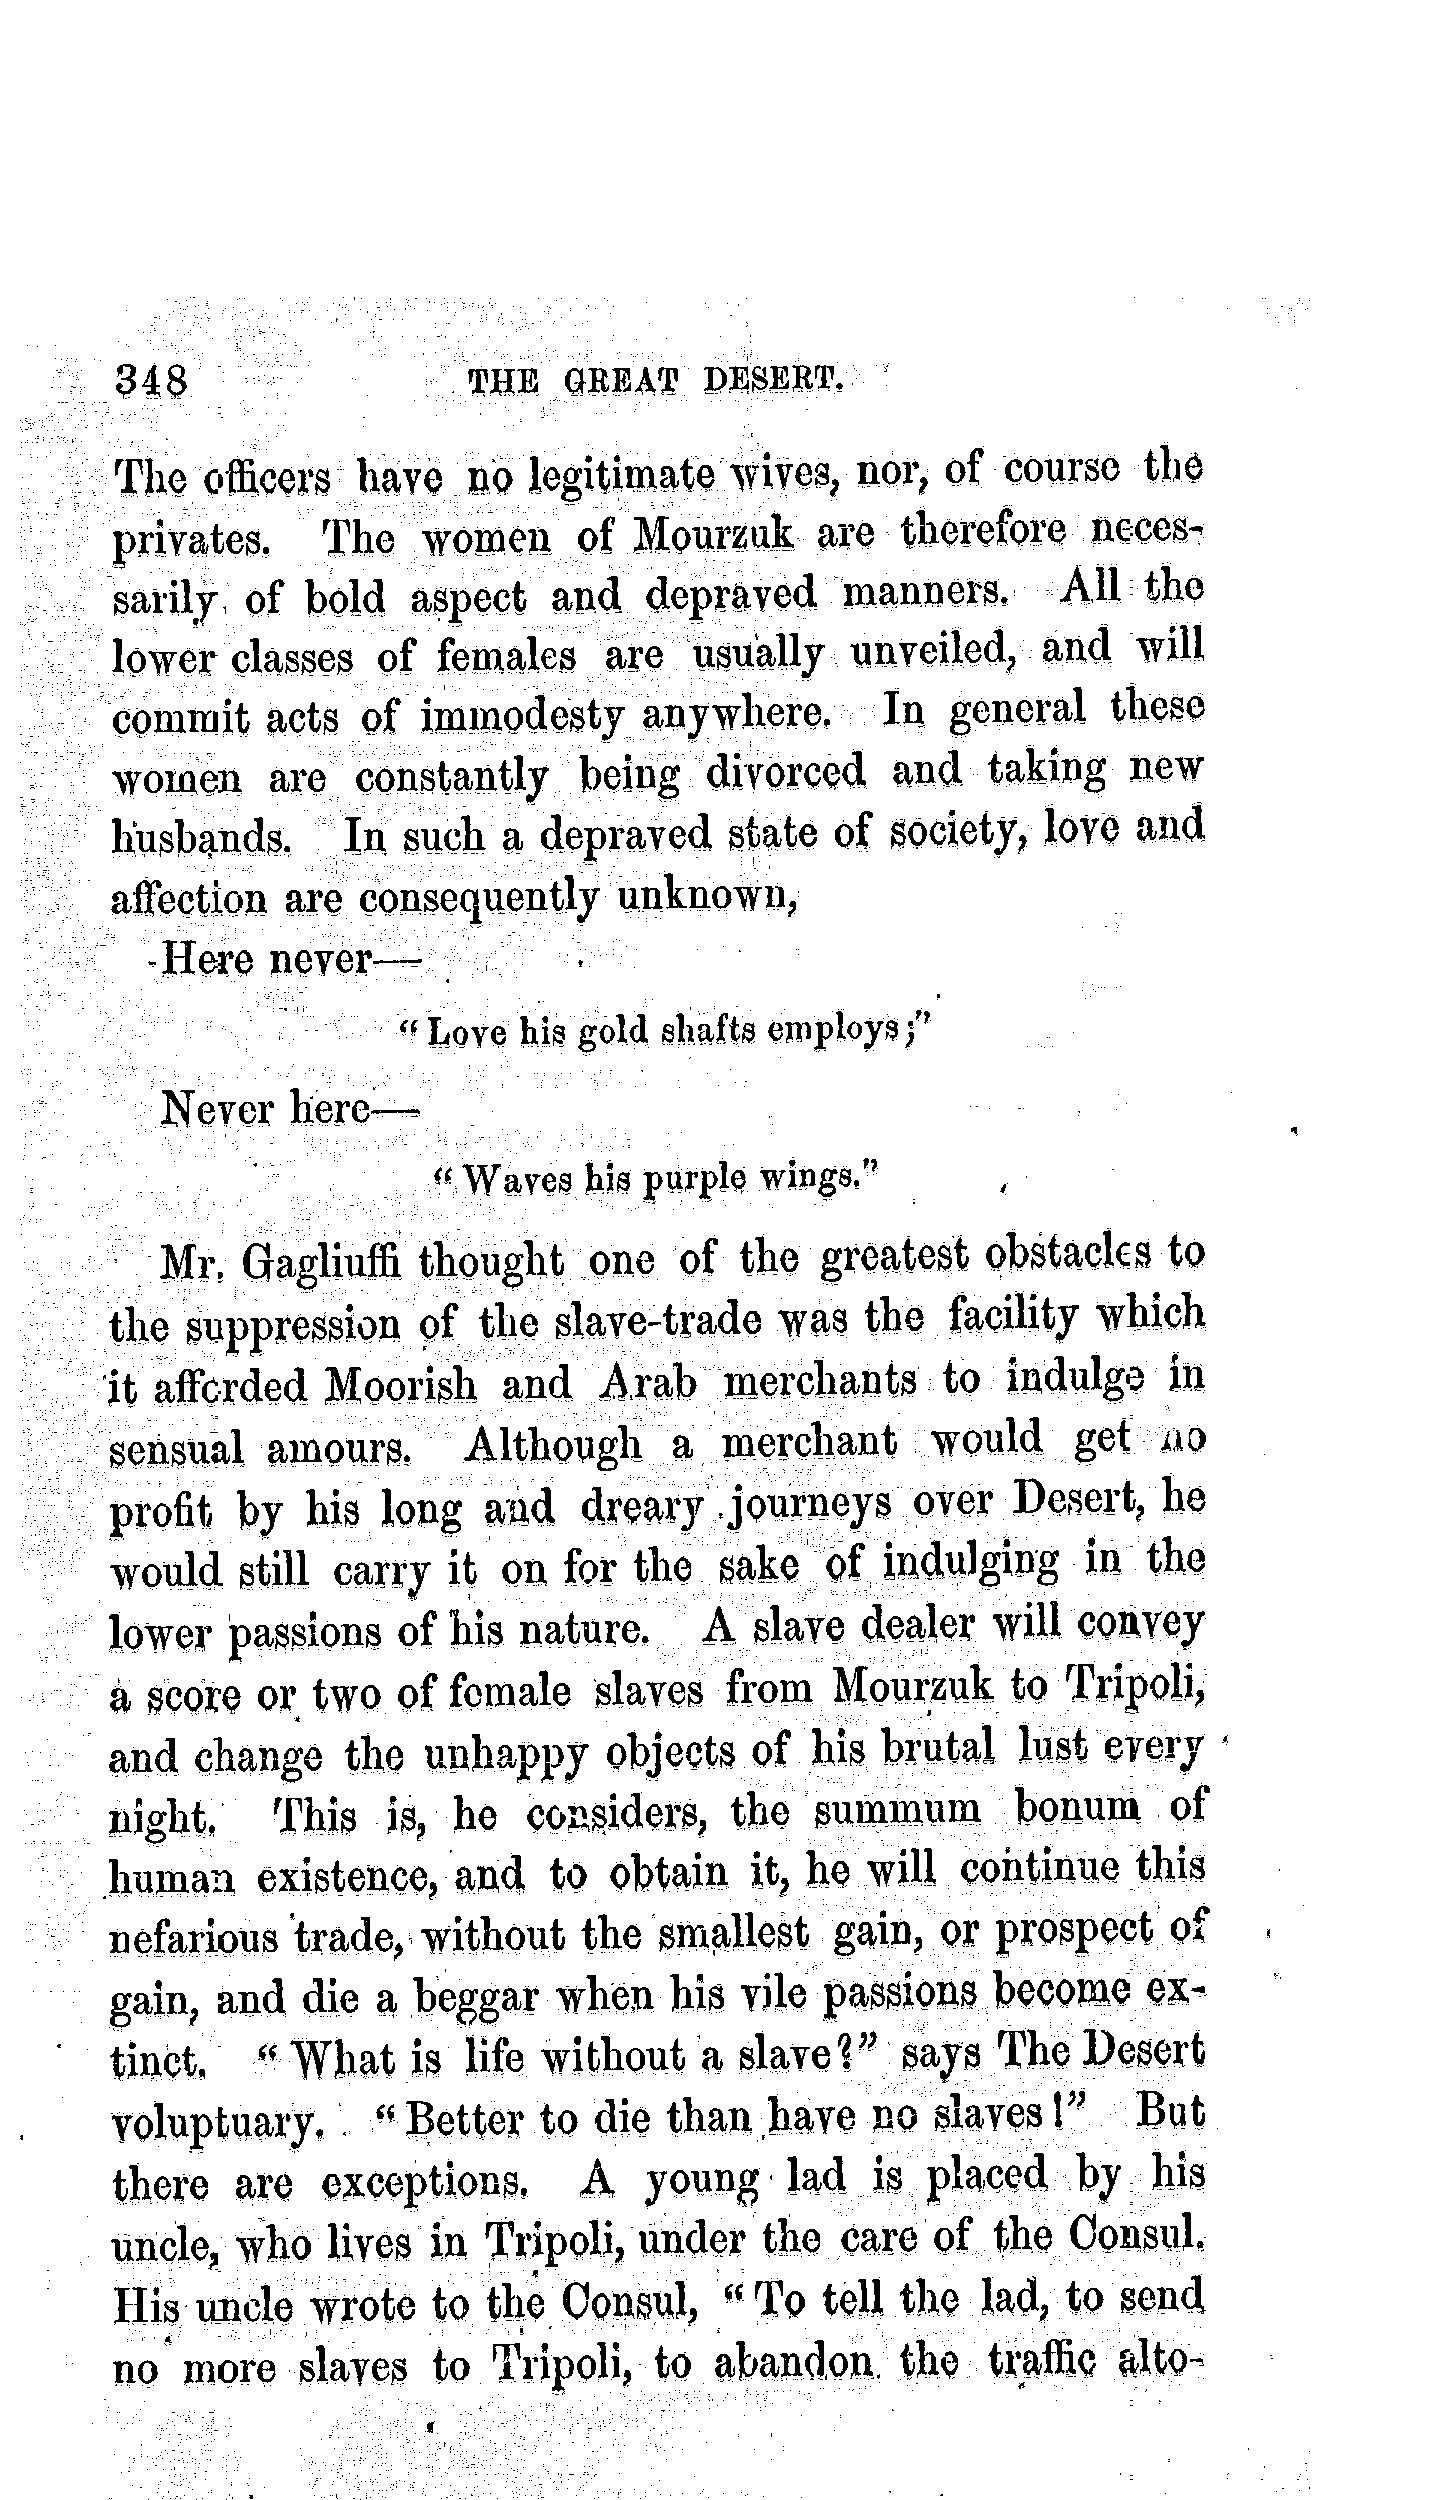 348 THE GREAT DESERT.
The officers have no legitimate wives, nor, of course the
privates. The women of Mourzuk are therefore neces-
sarily of bold aspect and depraved manners. All the
lower classes of females are usually unveiled, and will
commit acts of immodesty anywhere. In general these
women are constantly being divorced and taking new
husbands. In such a depraved state of society, love and
affection are consequently unknown,
Here never—
"Love his gold shafts employs;"
Never here—
"Waves his purple wings."
Mr. Gagliuffi thought one of the greatest obstacles to
the suppression of the slave-trade was the facility which
it afforded Moorish and Arab merchants to indulge in
sensual amours. Although a merchant would get no
profit by his long and dreary journeys over Desert, he
would still carry it on for the sake of indulging in the
lower passions of his nature. A slave dealer will convey
a score or two of female slaves from Mourzuk to Tripoli,
and change the unhappy objects of his brutal lust every
night. This is, he considers, the summum bonum of
human existence, and to obtain it, he will continue this
nefarious trade, without the smallest gain, or prospect of
gain, and die a beggar when his vile passions become ex-
tinct. "What is life without a slave?" says The Desert
voluptuary. "Better to die than have no slaves!" But
there are exceptions. A young lad is placed by his
uncle, who lives in Tripoli, under the care of the Consul.
His uncle wrote to the Consul, "To tell the lad, to send
no more slaves to Tripoli, to abandon the traffic alto-